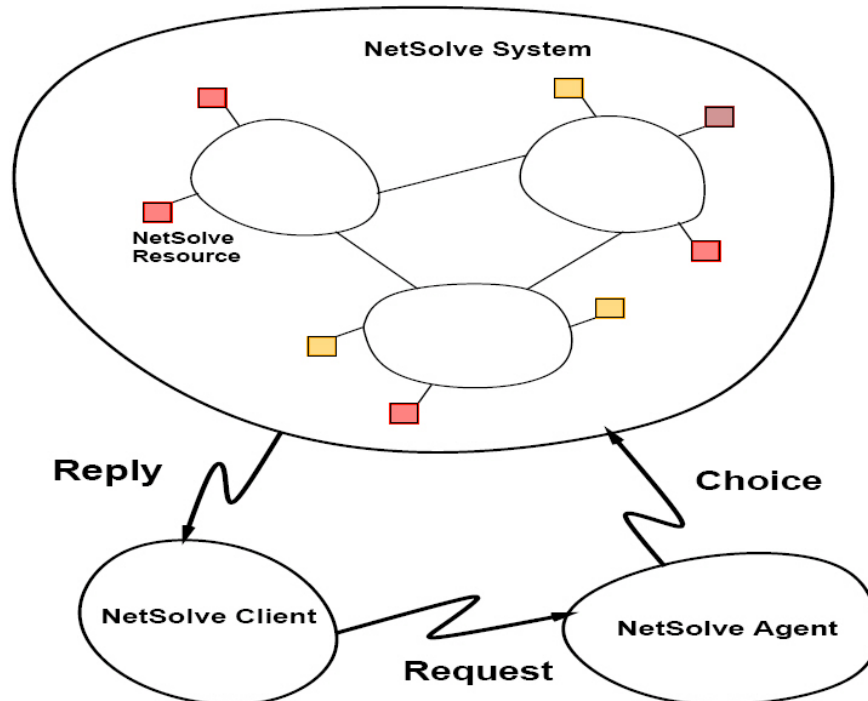 NetSolve System
NetSolve
Resource
Reply
Choice
NetSolve Client
NetSolve Agent
Request